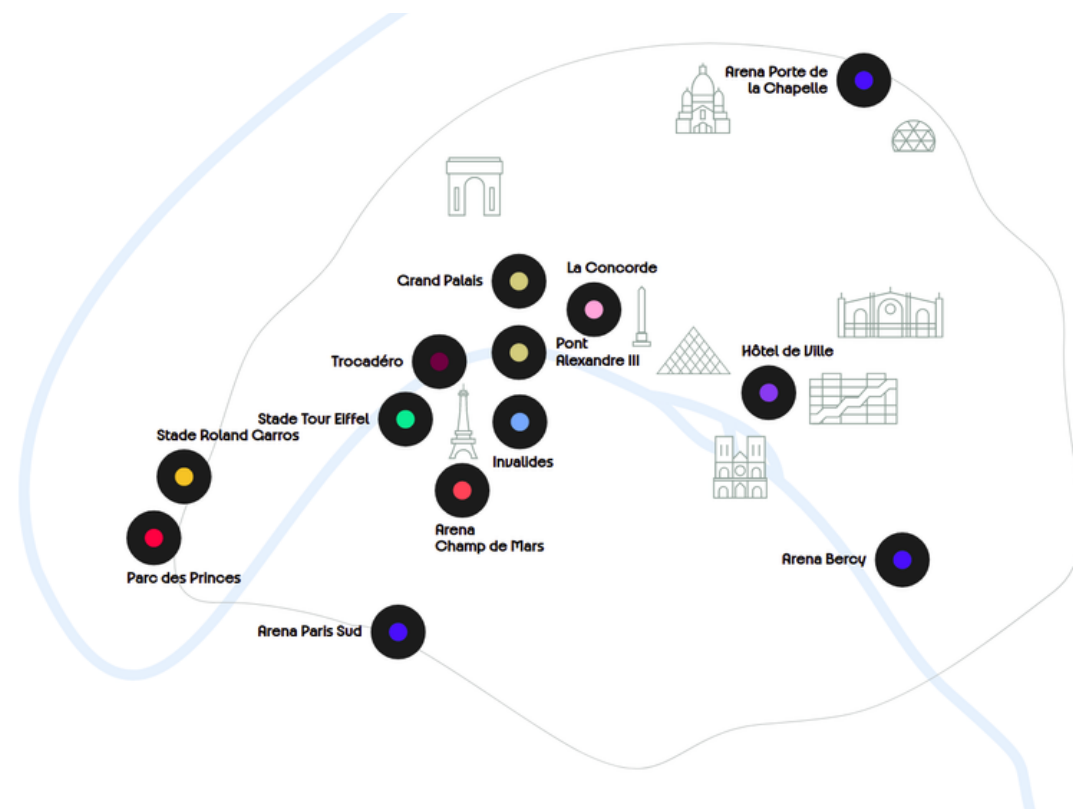 Arena Porte de
la Chapelle
Grand Palais
La Concorde
Trocadéro
Pont
Alexandre III
Hôtel de Ville
Stade Tour Eiffel
Stade Roland Garros
Invalides
Arena
Champ de Mars
Arena Bercy
Parc des Princes
Arena Paris Sud